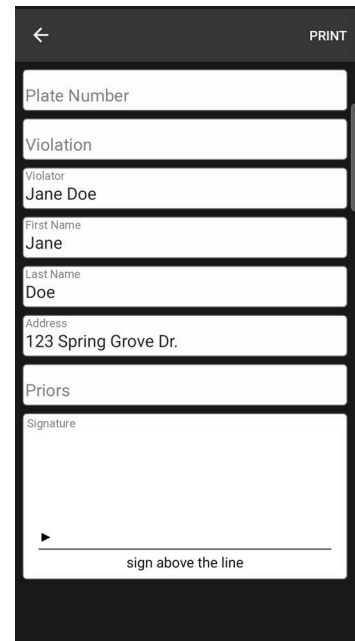 PRINT
Plate Number
Violation
Violator
Jane Doe
First Name
Jane
Last Name
Doe
Address
123 Spring Grove Dr.
Priors
Signature
sign above the line